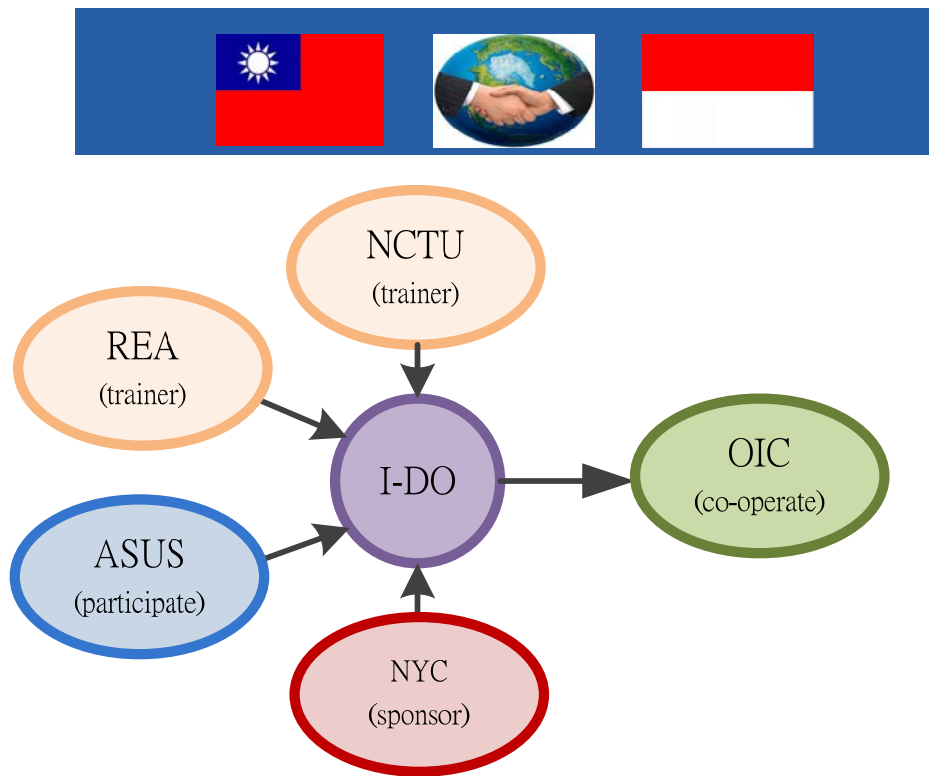 NCTU
(trainer)
REA
(trainer)
I-DO
OIC
(co-operate)
ASUS
(participate)
NYC
(sponsor)